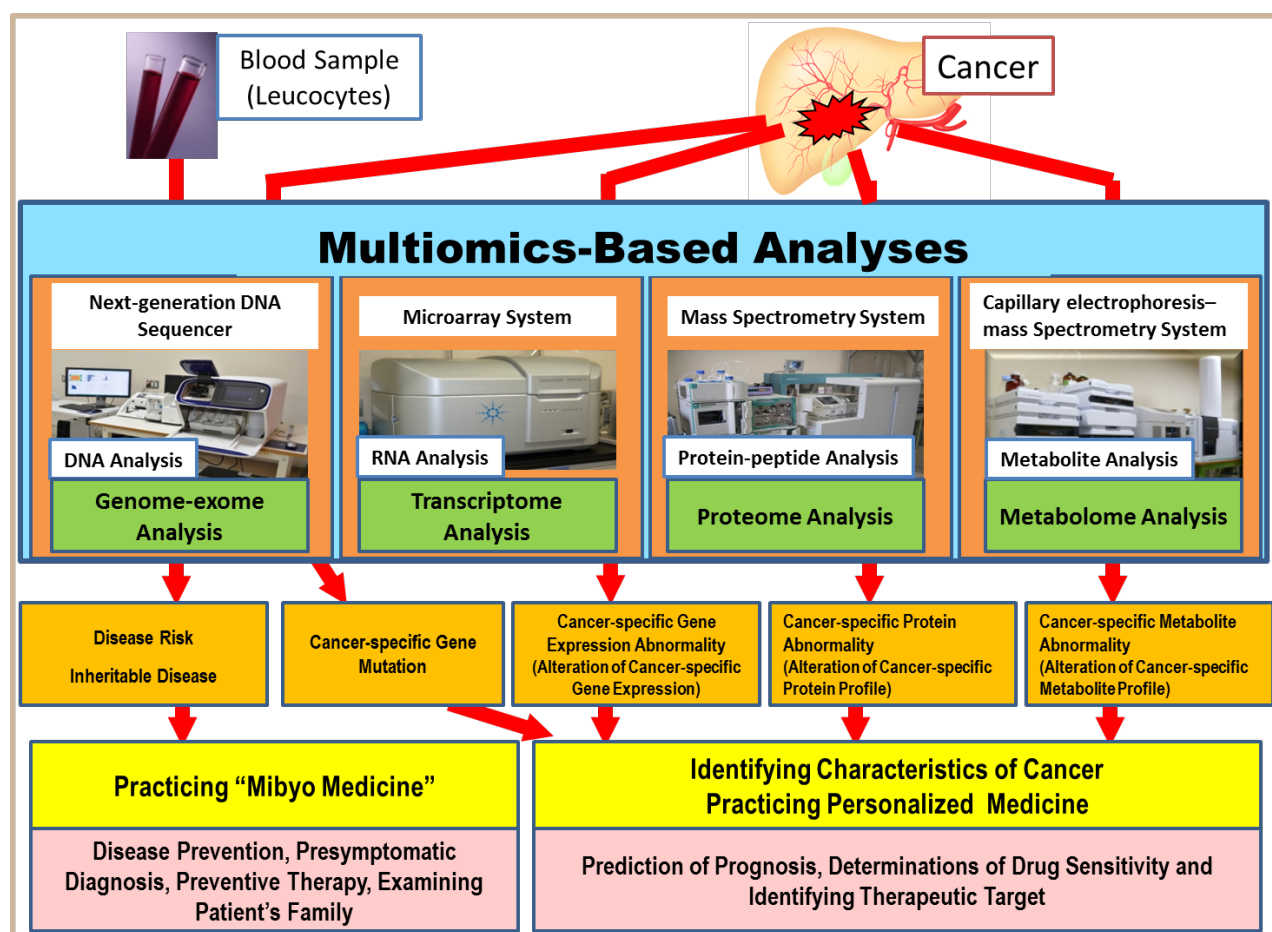 Blood Sample
(Leucocytes)
Cancer
Multiomics-Based Analyses
Next-generation DNA
Sequencer
DNA Analysis
Genome-exome
Analysis
Microarray System
RNA Analysis
Transcriptome
Analysis
Mass Spectrometry System
Protein-peptide Analysis
Proteome Analysis
Capillary electrophoresis–
mass Spectrometry System
Metabolite Analysis
Metabolome Analysis
Disease Risk
Inheritable Disease
Cancer-specific Gene
Mutation
Cancer-specific Gene
Expression Abnormality
(Alteration of Cancer-specific
Gene Expression)
Cancer-specific Protein
Abnormality
(Alteration of Cancer-specific
Protein Profile)
Cancer-specific Metabolite
Abnormality
(Alteration of Cancer-specific
Metabolite Profile)
Practicing “Mibyo Medicine”
Disease Prevention, Presymptomatic
Diagnosis, Preventive Therapy, Examining
Patient’s Family
Identifying Characteristics of Cancer
Practicing Personalized Medicine
Prediction of Prognosis, Determinations of Drug Sensitivity and
Identifying Therapeutic Target